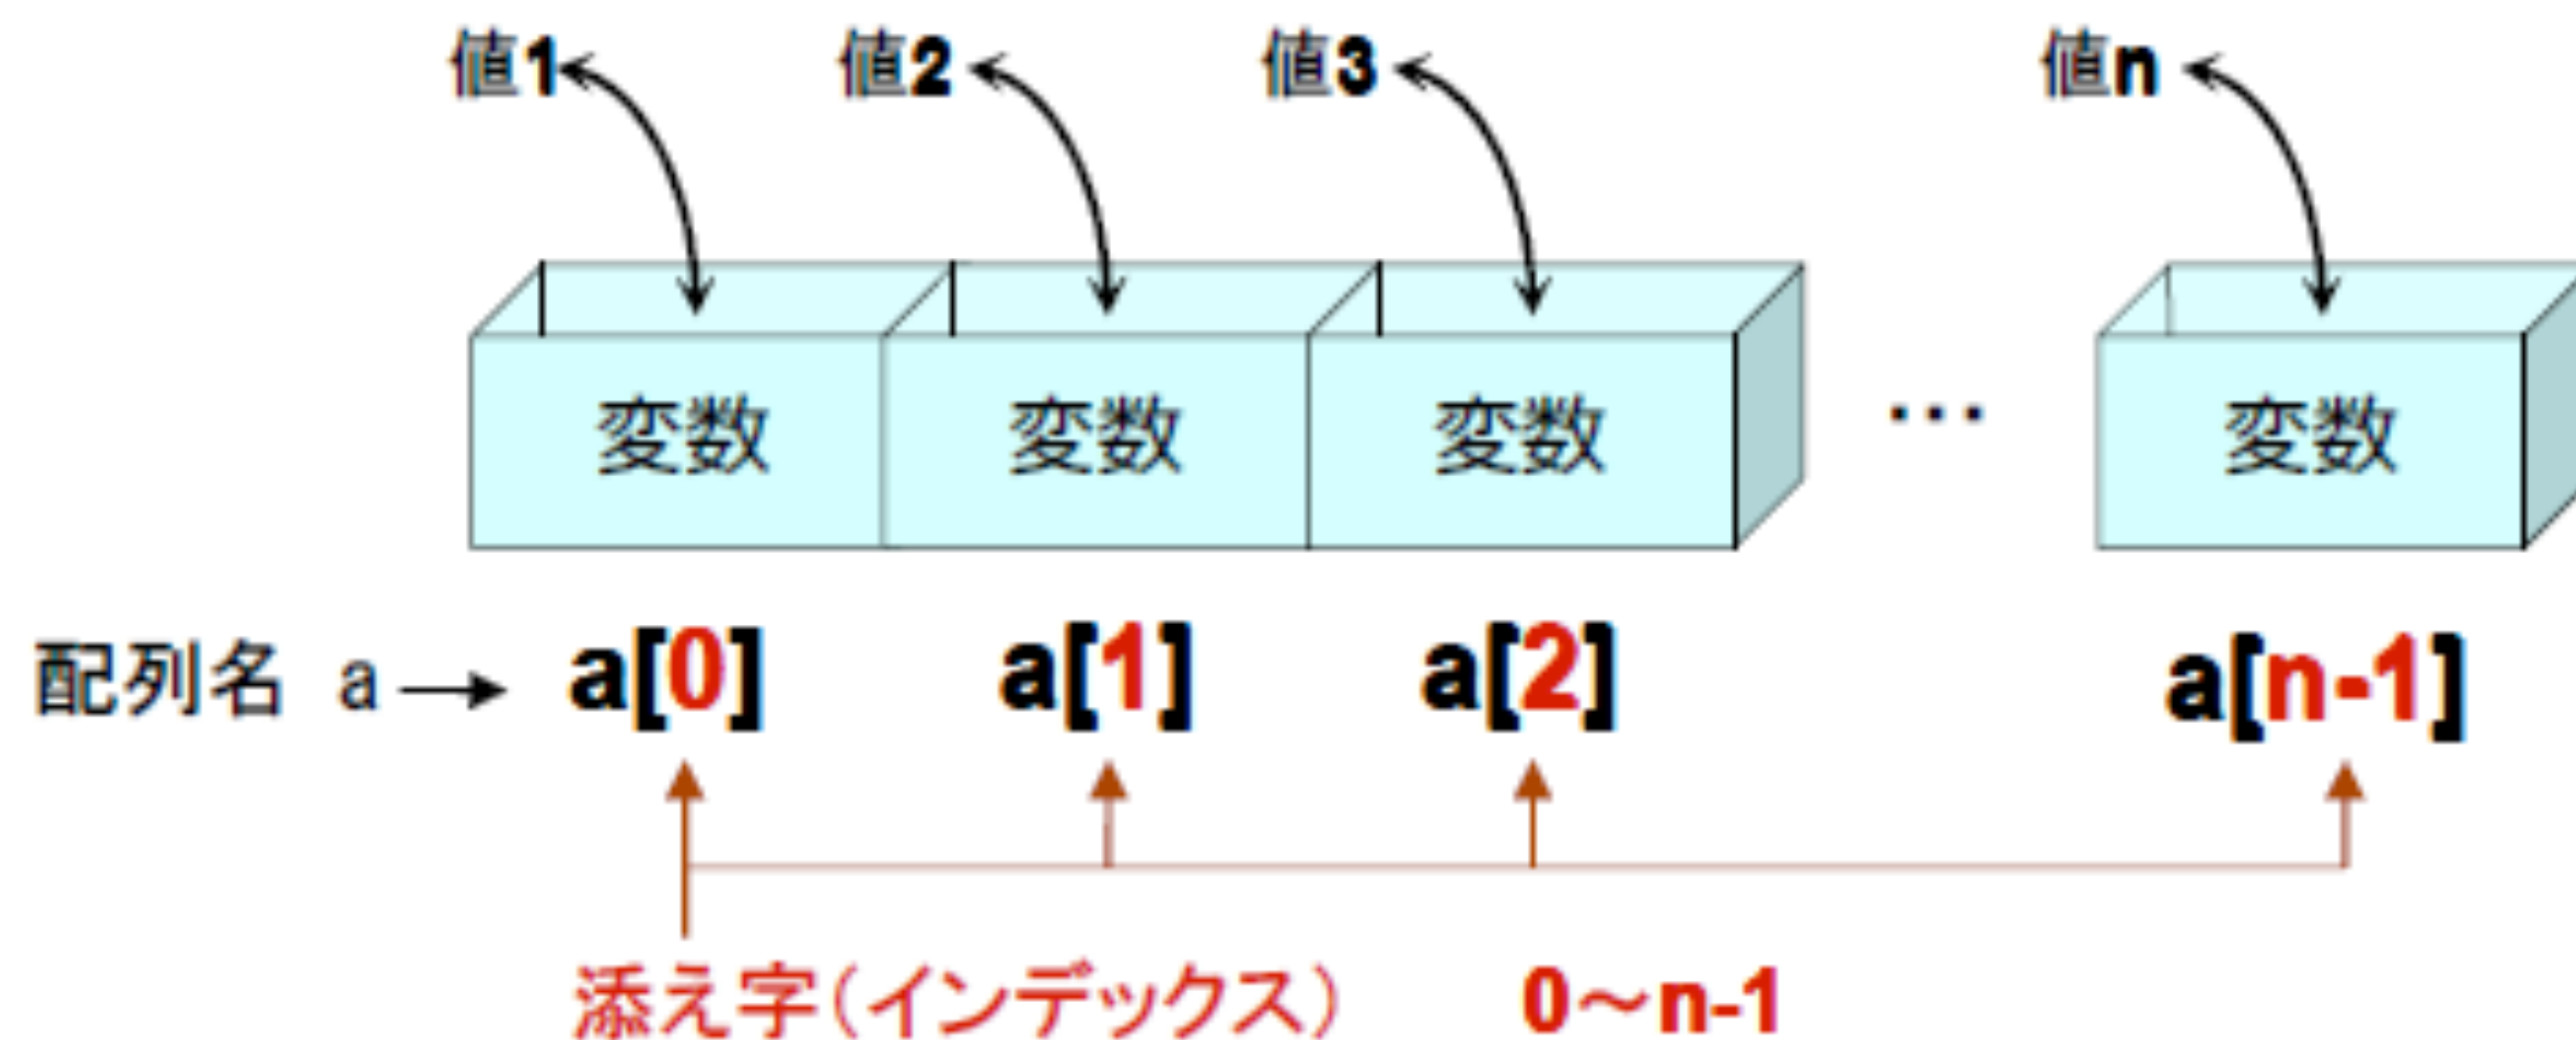 値1 値2 値3 値n
変数 変数 変数 … 変数
配列名 a a[0] a[1] a[2] a[n-1]
添え字(インデックス) 0～n-1